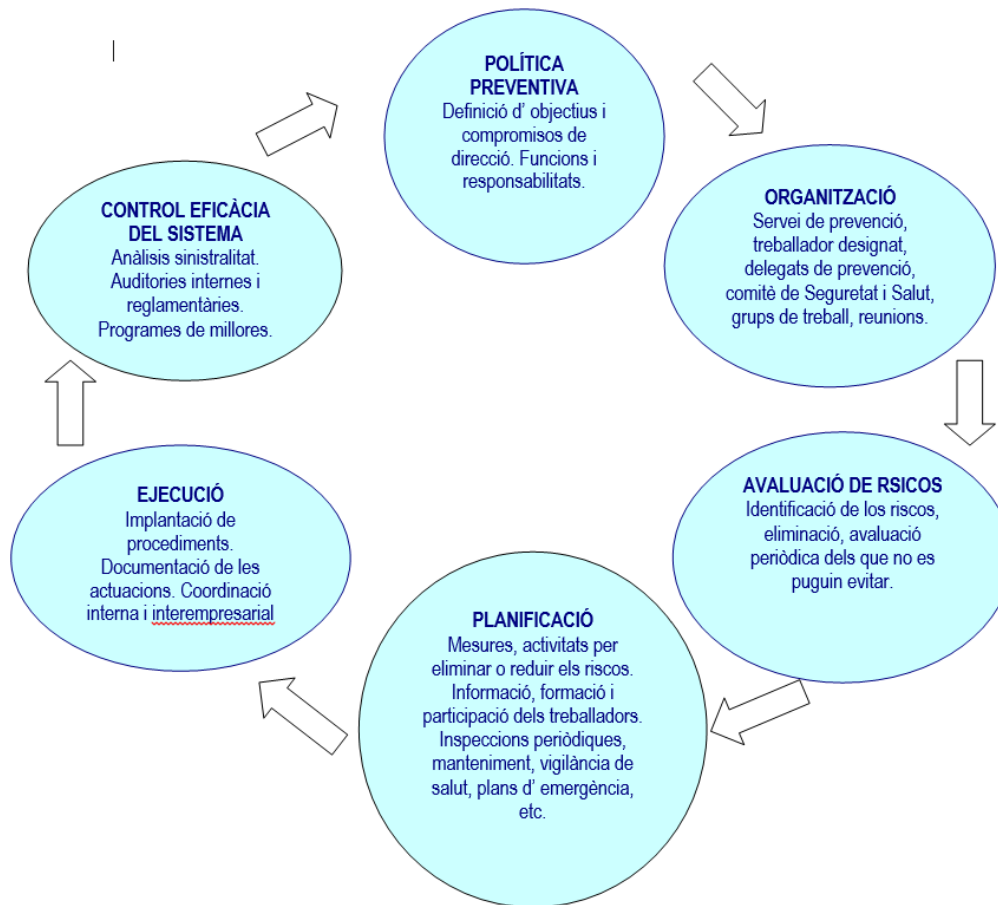 POLÍTICA
PREVENTIVA
Definició d’ objectius i
compromisos de
direcció. Funcions i
responsabilitats.
ORGANITZACIÓ
Servei de prevenció,
treballador designat,
delegats de prevenció,
comitè de Seguretat i Salut,
grups de treball, reunions.
AVALUACIÓ DE RSICOS
Identificació de los riscos,
eliminació, avaluació
periòdica dels que no es
puguin evitar.
PLANIFICACIÓ
Mesures, activitats per
eliminar o reduir els riscos.
Informació, formació i
participació dels treballadors.
Inspeccions periòdiques,
manteniment, vigilància de
salut, plans d’ emergència,
etc.
EJECUCIÓ
Implantació de
procediments.
Documentació de les
actuacions. Coordinació
interna i interempresarial
CONTROL EFICÀCIA
DEL SISTEMA
Anàlisis sinistralitat.
Auditories internes i
reglamentàries.
Programes de millores.